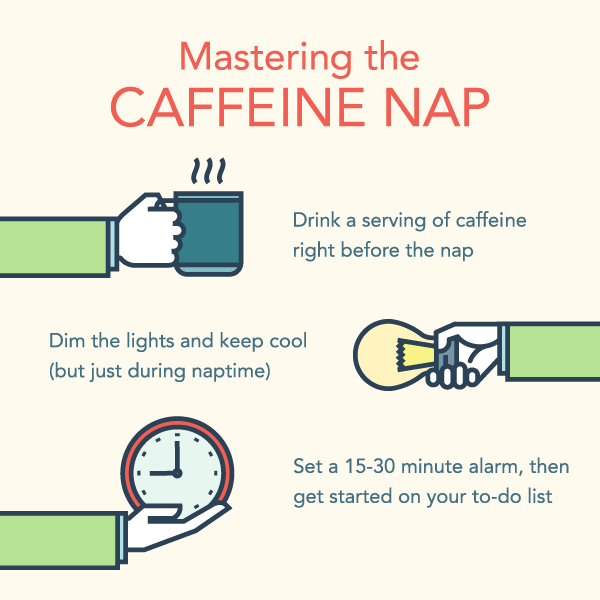 Mastering the
CAFFEINE NAP
Drink a serving of caffeine
right before the nap
Dim the lights and keep cool
(but just during naptime)
Set a 15-30 minute alarm, then
get started on your to-do list